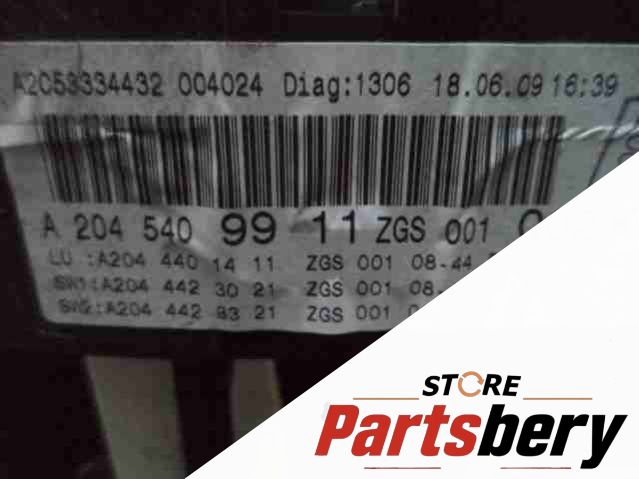 A2C53334432 004024 Diag:1306 18.06.09 16:39
A 204 540 99 11 ZGS 001
LU :A204 440 14 11 ZGS 001 08-44
SW1:A204 442 30 21 ZGS 001 08-
SW2:A204 442 83 21 ZGS 001
STORE
Partsbery